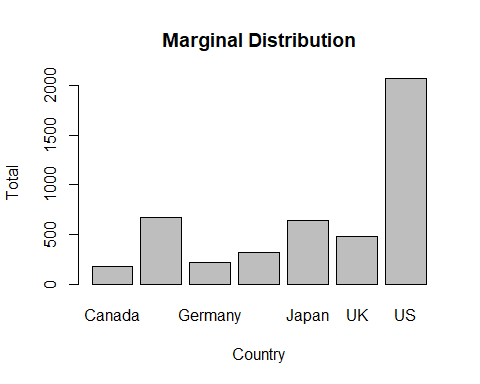 Marginal Distribution
Total
2000
1500
1000
500
0
Canada Germany Japan UK US
Country